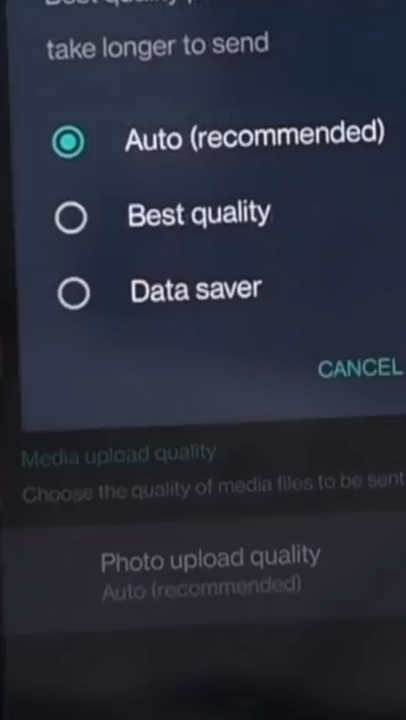 take longer to send
Auto (recommended)
Best quality
Data saver
CANCEL
Media upload quality
Choose the quality of media files to be sent
Photo upload quality
Auto (recommended)